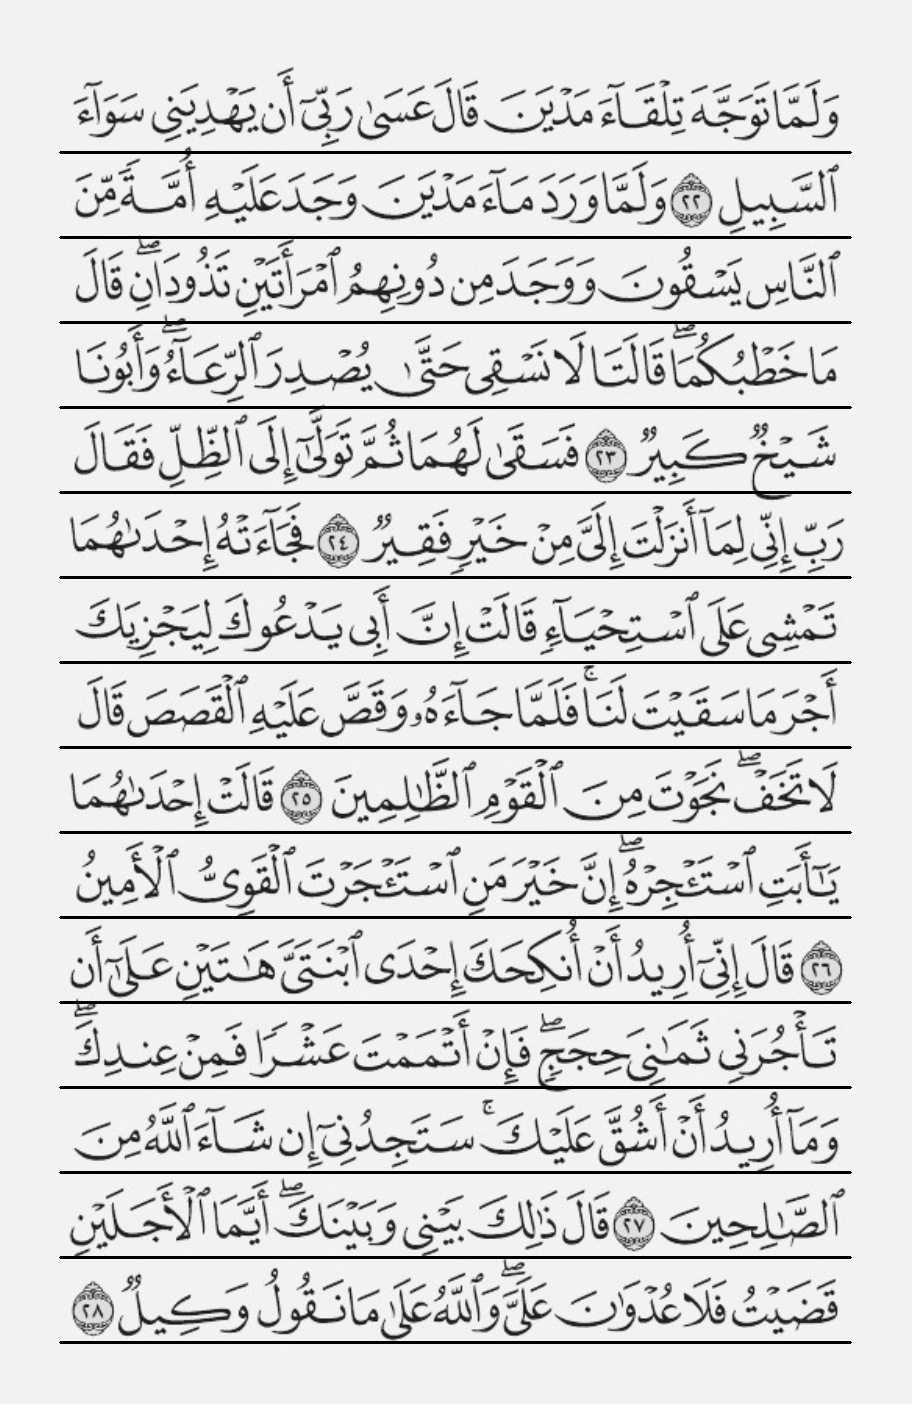 وَلَمَّا تَوَجَّهَ تِلْقَآءَ مَدْيَنَ قَالَ عَسَىٰ رَبِّىٓ أَن يَهْدِيَنِى سَوَآءَ
ٱلسَّبِيلِ ٢٢ وَلَمَّا وَرَدَ مَآءَ مَدْيَنَ وَجَدَ عَلَيْهِ أُمَّةً مِّنَ
ٱلنَّاسِ يَسْقُونَ وَوَجَدَ مِن دُونِهِمُ ٱمْرَأَتَيْنِ تَذُودَانِ ۖ قَالَ
مَا خَطْبُكُمَا ۖ قَالَتَا لَا نَسْقِى حَتَّىٰ يُصْدِرَ ٱلرِّعَآءُ ۖ وَأَبُونَا
شَيْخٌ كَبِيرٌ ٢٣ فَسَقَىٰ لَهُمَا ثُمَّ تَوَلَّىٰٓ إِلَى ٱلظِّلِّ فَقَالَ
رَبِّ إِنِّى لِمَآ أَنزَلْتَ إِلَىَّ مِنْ خَيْرٍ فَقِيرٌ ٢٤ فَجَآءَتْهُ إِحْدَىٰهُمَا
تَمْشِى عَلَى ٱسْتِحْيَآءٍ قَالَتْ إِنَّ أَبِى يَدْعُوكَ لِيَجْزِيَكَ
أَجْرَ مَا سَقَيْتَ لَنَا ۚ فَلَمَّا جَآءَهُۥ وَقَصَّ عَلَيْهِ ٱلْقَصَصَ قَالَ
لَا تَخَفْ ۖ نَجَوْتَ مِنَ ٱلْقَوْمِ ٱلظَّٰلِمِينَ ٢٥ قَالَتْ إِحْدَىٰهُمَا
يَٰٓأَبَتِ ٱسْتَـْٔجِرْهُ ۖ إِنَّ خَيْرَ مَنِ ٱسْتَـْٔجَرْتَ ٱلْقَوِىُّ ٱلْأَمِينُ
٢٦ قَالَ إِنِّىٓ أُرِيدُ أَنْ أُنكِحَكَ إِحْدَى ٱبْنَتَىَّ هَٰتَيْنِ عَلَىٰٓ أَن
تَأْجُرَنِى ثَمَٰنِىَ حِجَجٍ ۖ فَإِنْ أَتْمَمْتَ عَشْرًا فَمِنْ عِندِكَ ۖ
وَمَآ أُرِيدُ أَنْ أَشُقَّ عَلَيْكَ ۚ سَتَجِدُنِىٓ إِن شَآءَ ٱللَّهُ مِنَ
ٱلصَّٰلِحِينَ ٢٧ قَالَ ذَٰلِكَ بَيْنِى وَبَيْنَكَ ۖ أَيَّمَا ٱلْأَجَلَيْنِ
قَضَيْتُ فَلَا عُدْوَٰنَ عَلَىَّ ۖ وَٱللَّهُ عَلَىٰ مَا نَقُولُ وَكِيلٌ ٢٨